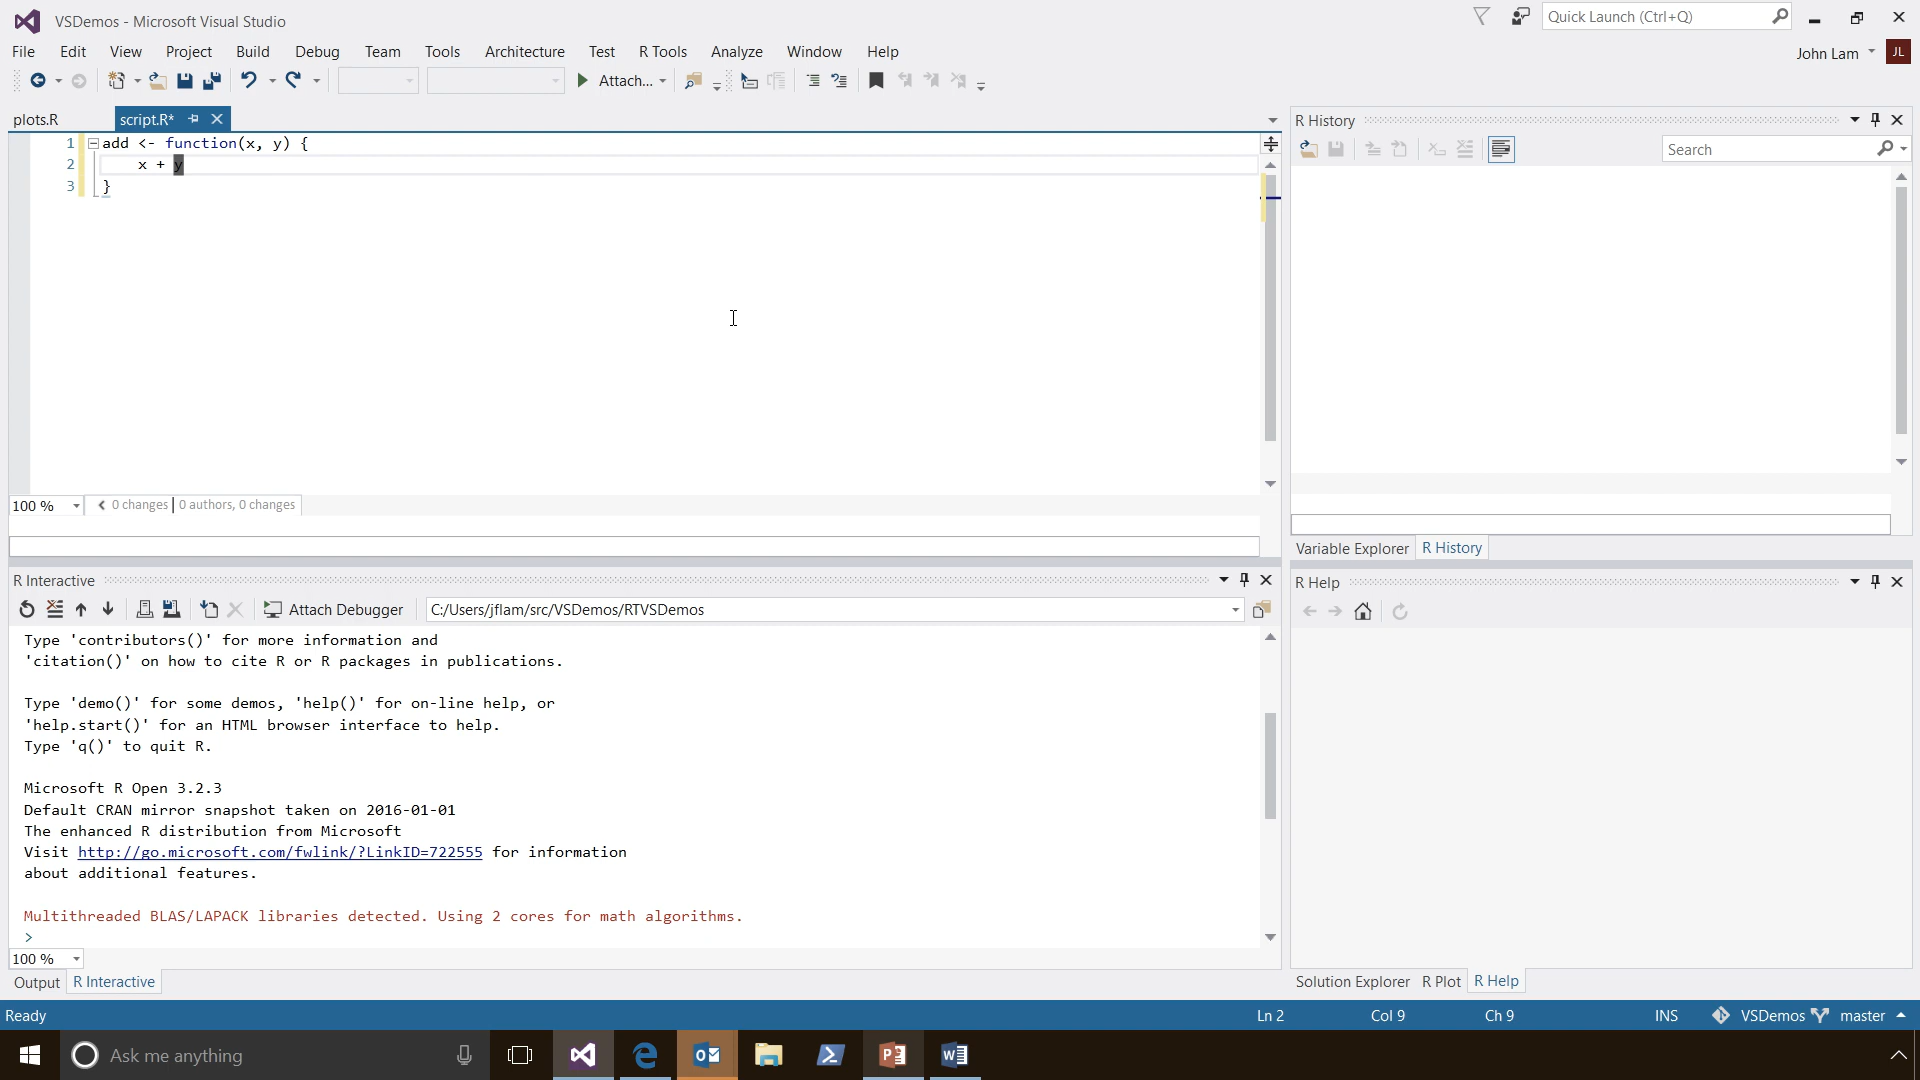 VSDemos - Microsoft Visual Studio
Quick Launch (Ctrl+Q)
File Edit View Project Build Debug Team Tools Architecture Test R Tools Analyze Window Help
John Lam JL
Attach...
plots.R script.R*
1 add <- function(x, y) {
2 x + y
3 }
100 % 0 changes | 0 authors, 0 changes
R History
Search
Variable Explorer R History
R Interactive
Attach Debugger C:/Users/jflam/src/VSDemos/RTVSDemos
Type 'contributors()' for more information and
'citation()' on how to cite R or R packages in publications.
Type 'demo()' for some demos, 'help()' for on-line help, or
'help.start()' for an HTML browser interface to help.
Type 'q()' to quit R.
Microsoft R Open 3.2.3
Default CRAN mirror snapshot taken on 2016-01-01
The enhanced R distribution from Microsoft
Visit http://go.microsoft.com/fwlink/?LinkID=722555 for information
about additional features.
Multithreaded BLAS/LAPACK libraries detected. Using 2 cores for math algorithms.
>
100 %
Output R Interactive
R Help
Solution Explorer R Plot R Help
Ready Ln 2 Col 9 Ch 9 INS VSDemos master
Ask me anything